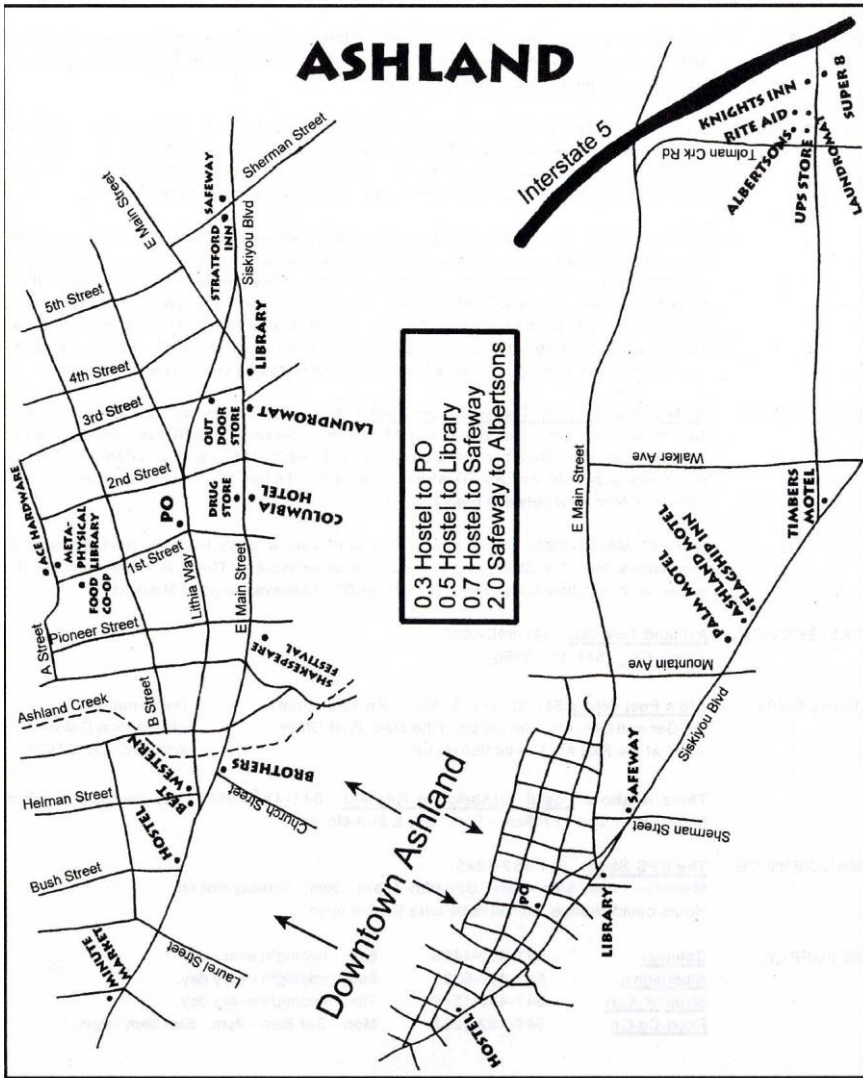 ASHLAND
Interstate 5
KNIGHTS INN
RITE AID
ALBERTSONS
UPS STORE
LAUNDROMAT
SUPER 8
Tolman Crk Rd
E Main Street
SAFEWAY
STRATFORD
INN
Sherman Street
Siskiyou Blvd
5th Street
4th Street
3rd Street
2nd Street
1st Street
Pioneer Street
A Street
B Street
Lithia Way
E Main Street
LIBRARY
OUT
DOOR
STORE
LAUNDROMAT
DRUG
STORE
COLUMBIA
HOTEL
PO
ACE HARDWARE
META-
PHYSICAL
LIBRARY
FOOD
CO-OP
SHAKESPEARE
FESTIVAL
Ashland Creek
BEST
WESTERN
BROTHERS
Church Street
Helman Street
HOSTEL
Bush Street
Laurel Street
MINUTE
MARKET
Downtown Ashland
0.3 Hostel to PO
0.5 Hostel to Library
0.7 Hostel to Safeway
2.0 Safeway to Albertsons
E Main Street
Walker Ave
TIMBERS
MOTEL
PALM MOTEL
ASHLAND MOTEL
FLAGSHIP INN
Mountain Ave
Siskiyou Blvd
SAFEWAY
Sherman Street
LIBRARY
PO
HOSTEL